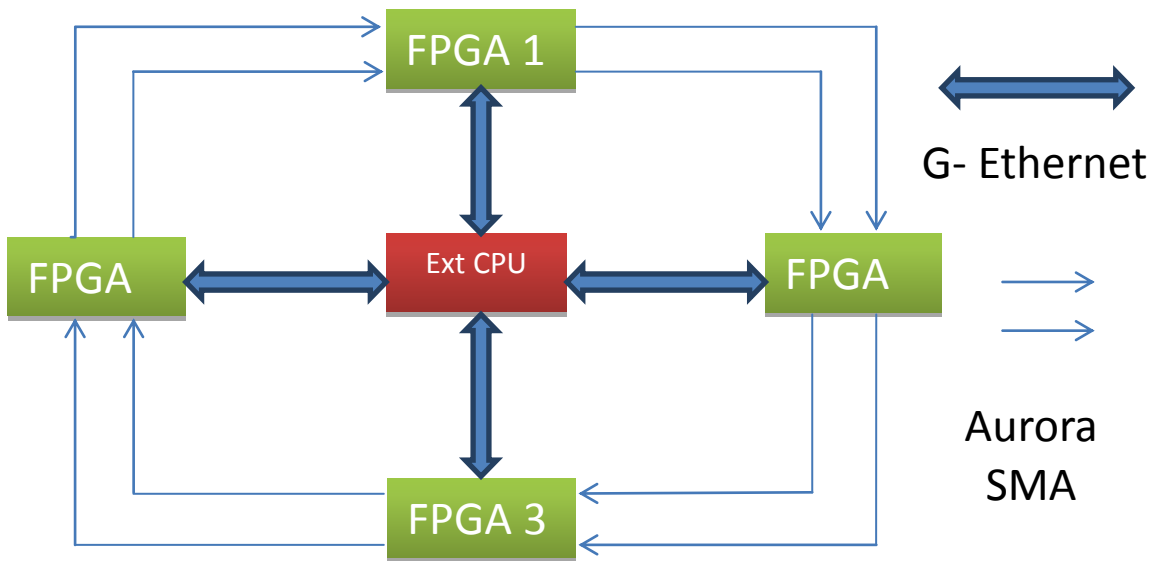 FPGA 1
G- Ethernet
FPGA
Ext CPU
FPGA
Aurora
SMA
FPGA 3